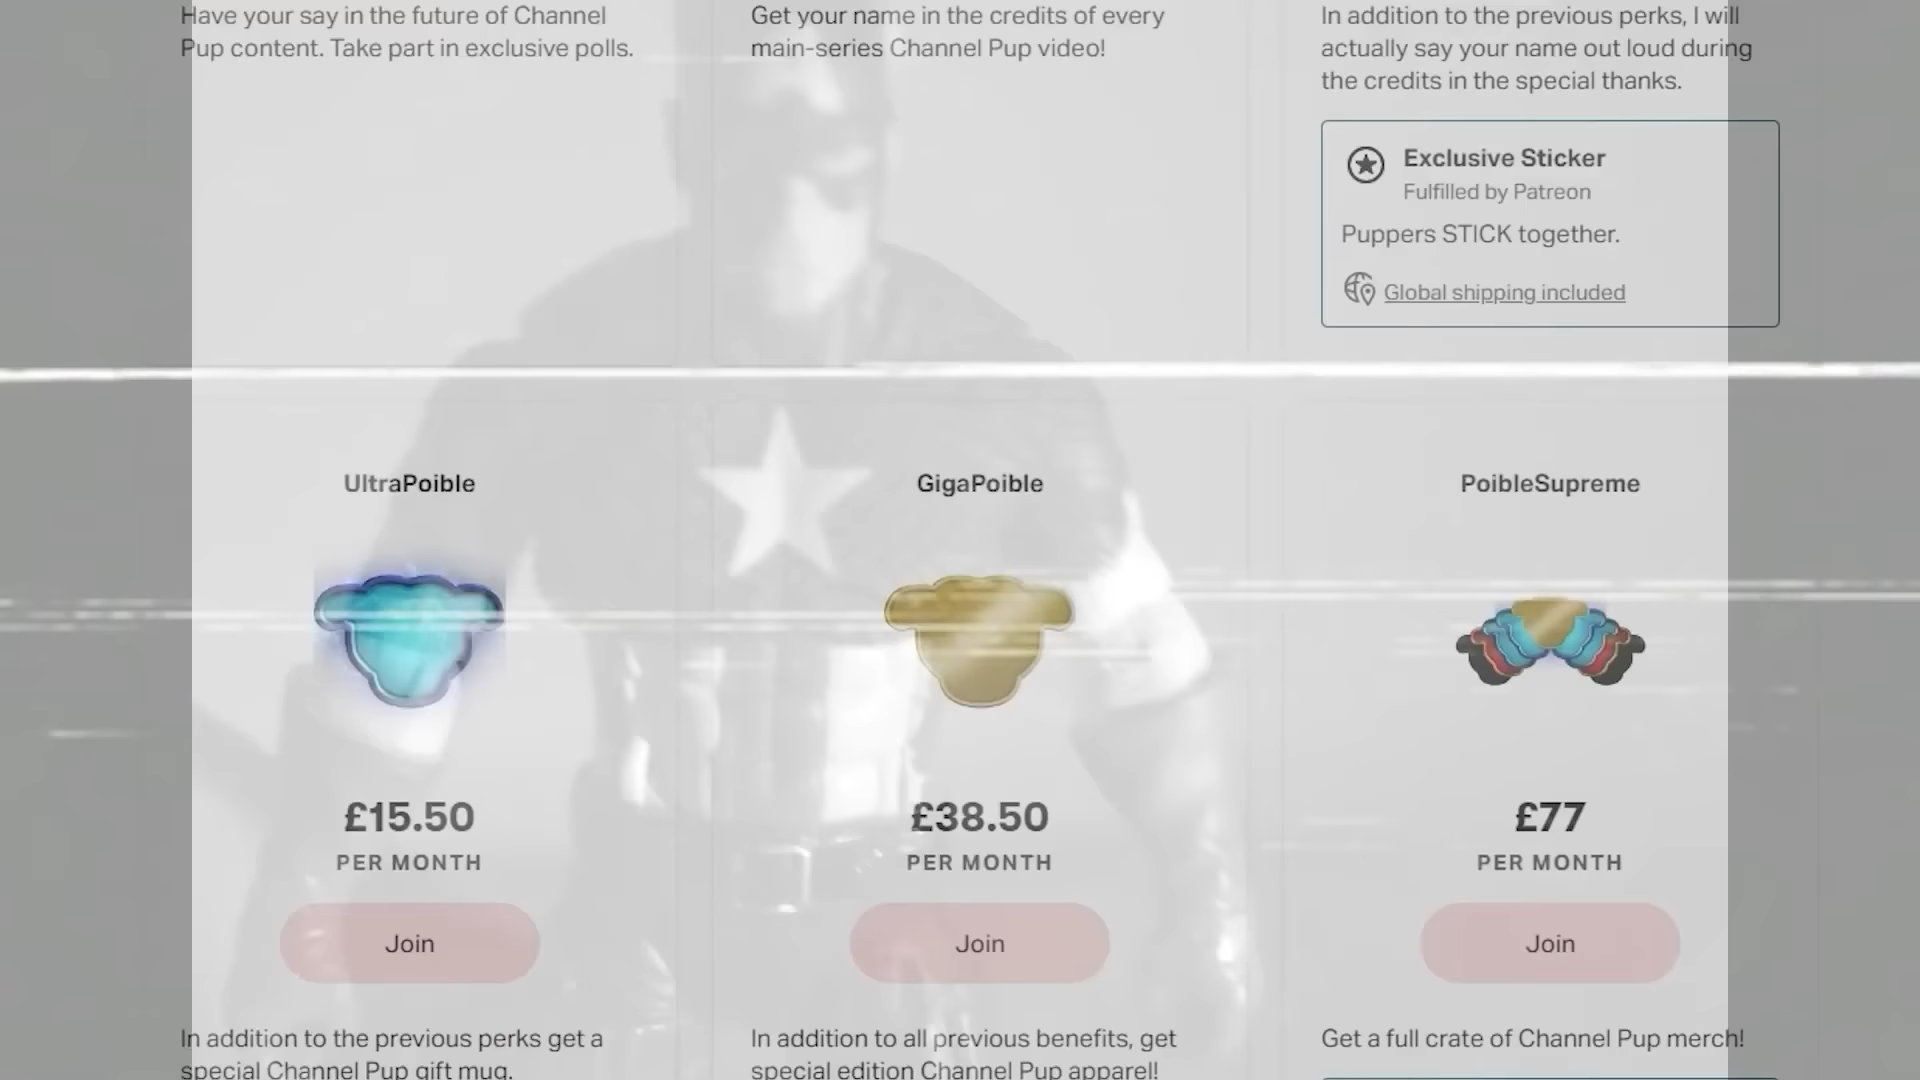 Have your say in the future of Channel
Pup content. Take part in exclusive polls.
Get your name in the credits of every
main-series Channel Pup video!
In addition to the previous perks, I will
actually say your name out loud during
the credits in the special thanks.
Exclusive Sticker
Fulfilled by Patreon
Puppers STICK together.
Global shipping included
UltraPoible
£15.50
PER MONTH
Join
In addition to the previous perks get a
special Channel Pup gift mug.
GigaPoible
£38.50
PER MONTH
Join
In addition to all previous benefits, get
special edition Channel Pup apparel!
PoibleSupreme
£77
PER MONTH
Join
Get a full crate of Channel Pup merch!